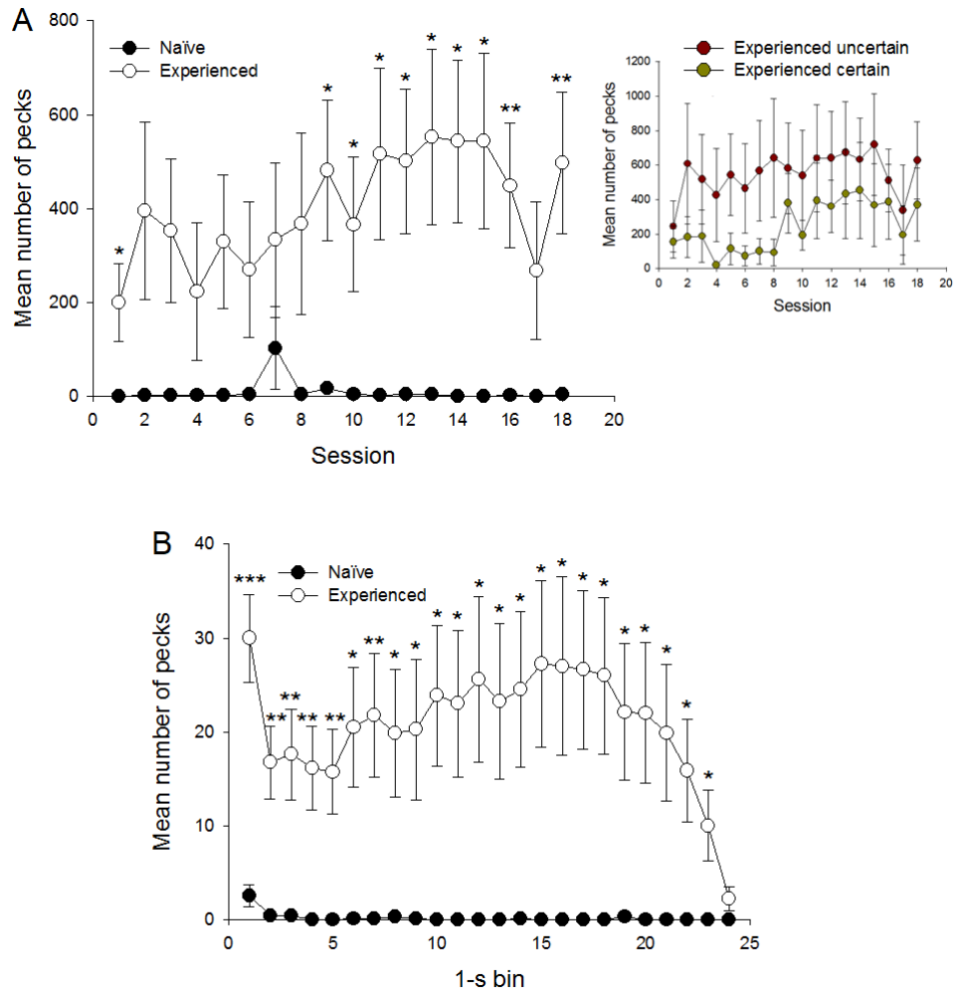 A
Naïve
Experienced
Mean number of pecks
800
600
400
200
0
* * * * * * * * ** **
0 2 4 6 8 10 12 14 16 18 20
Session
Experienced uncertain
Experienced certain
Mean number of pecks
1200
1000
800
600
400
200
0
0 2 4 6 8 10 12 14 16 18 20
Session
B
Naïve
Experienced
Mean number of pecks
40
30
20
10
0
*** ** ** ** ** * ** * * * * * * * * * * * * * * * *
0 5 10 15 20 25
1-s bin